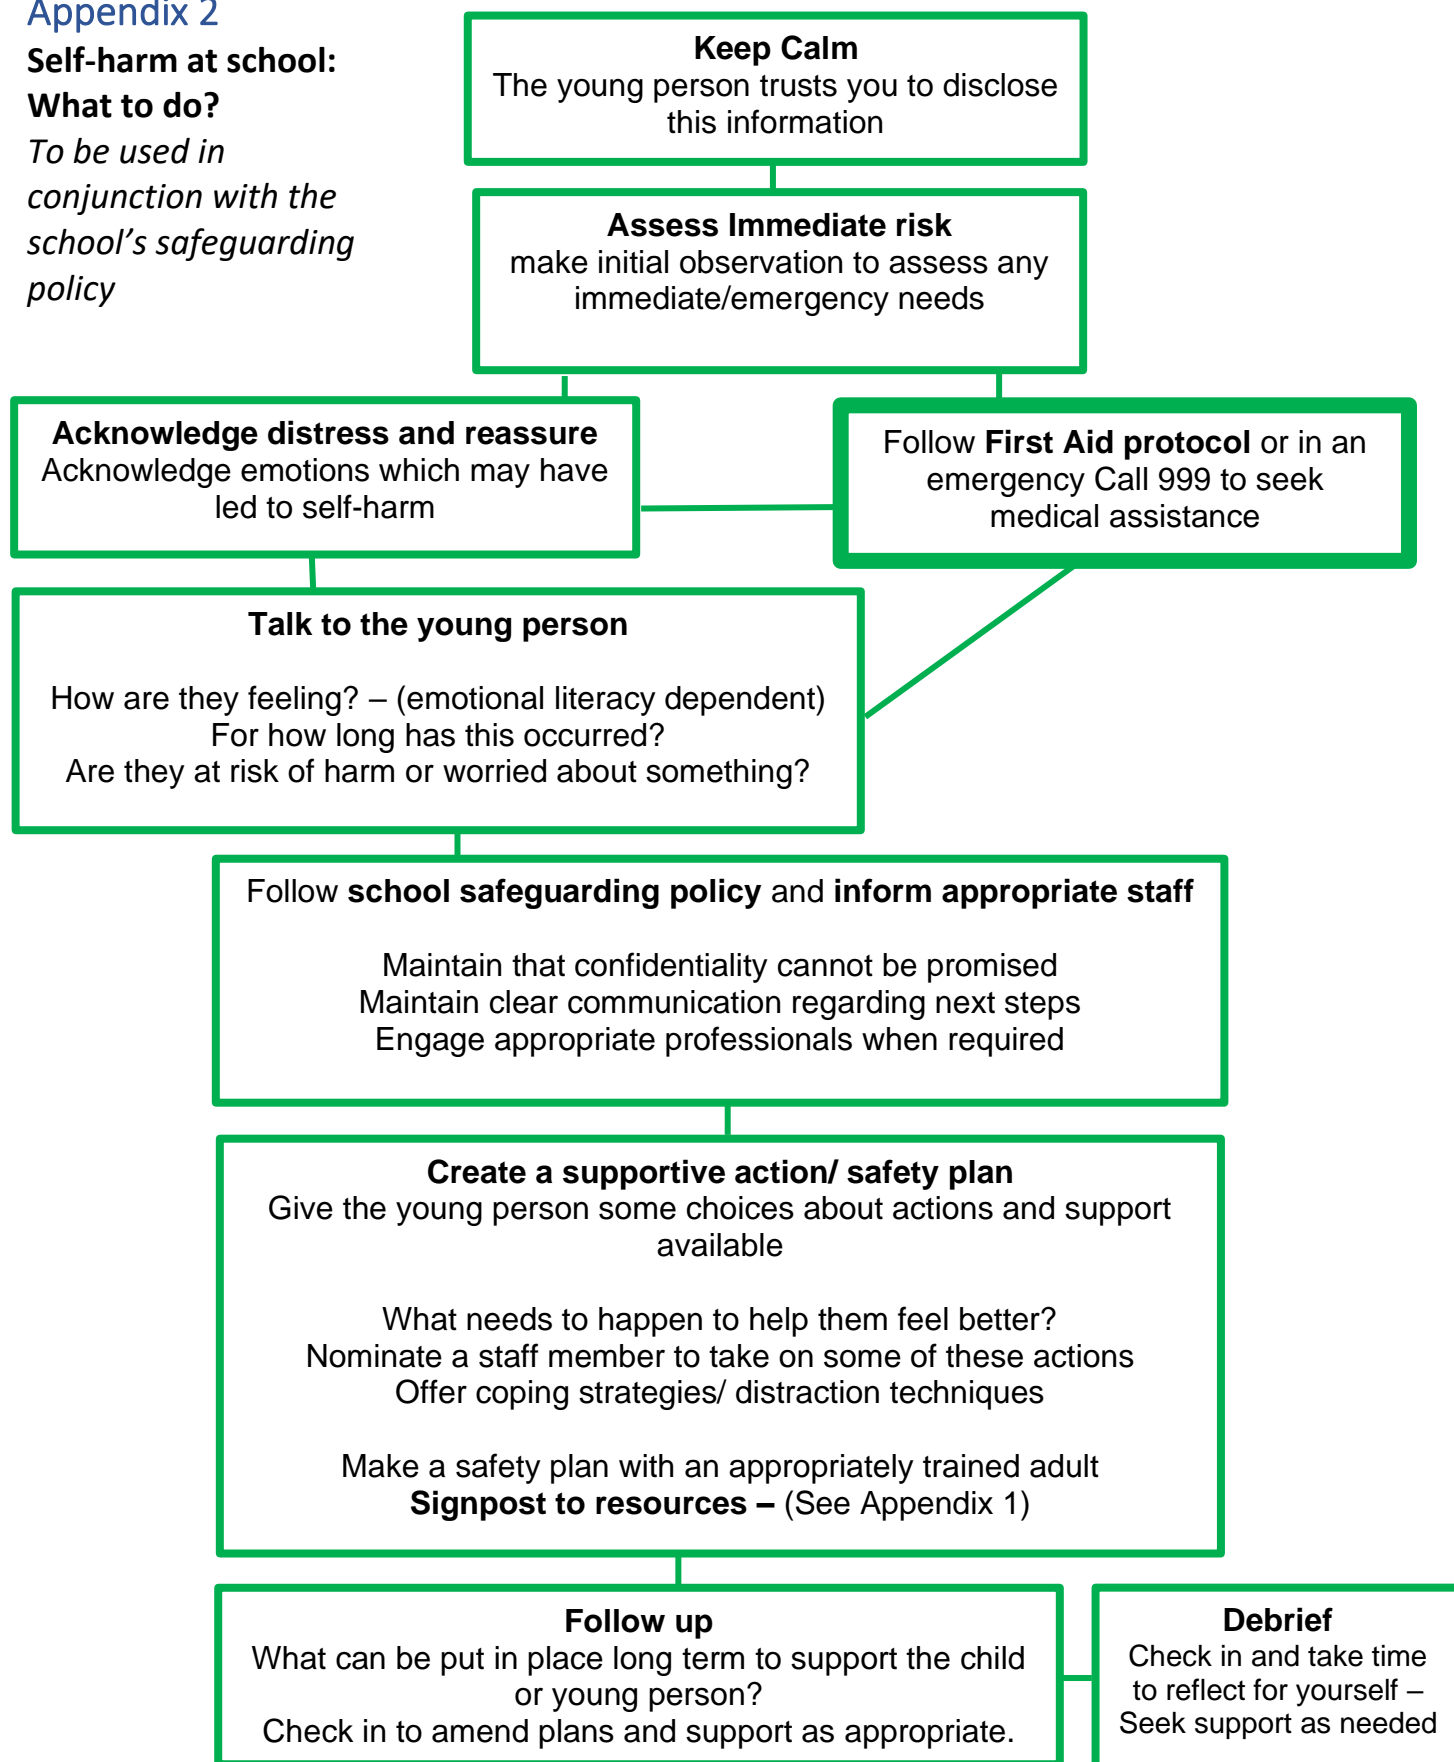 Appendix 2
Self-harm at school:
What to do?
To be used in
conjunction with the
school’s safeguarding
policy
Keep Calm
The young person trusts you to disclose
this information
Assess Immediate risk
make initial observation to assess any
immediate/emergency needs
Acknowledge distress and reassure
Acknowledge emotions which may have
led to self-harm
Follow First Aid protocol or in an
emergency Call 999 to seek
medical assistance
Talk to the young person
How are they feeling? – (emotional literacy dependent)
For how long has this occurred?
Are they at risk of harm or worried about something?
Follow school safeguarding policy and inform appropriate staff
Maintain that confidentiality cannot be promised
Maintain clear communication regarding next steps
Engage appropriate professionals when required
Create a supportive action/ safety plan
Give the young person some choices about actions and support
available
What needs to happen to help them feel better?
Nominate a staff member to take on some of these actions
Offer coping strategies/ distraction techniques
Make a safety plan with an appropriately trained adult
Signpost to resources – (See Appendix 1)
Follow up
What can be put in place long term to support the child
or young person?
Check in to amend plans and support as appropriate.
Debrief
Check in and take time
to reflect for yourself –
Seek support as needed